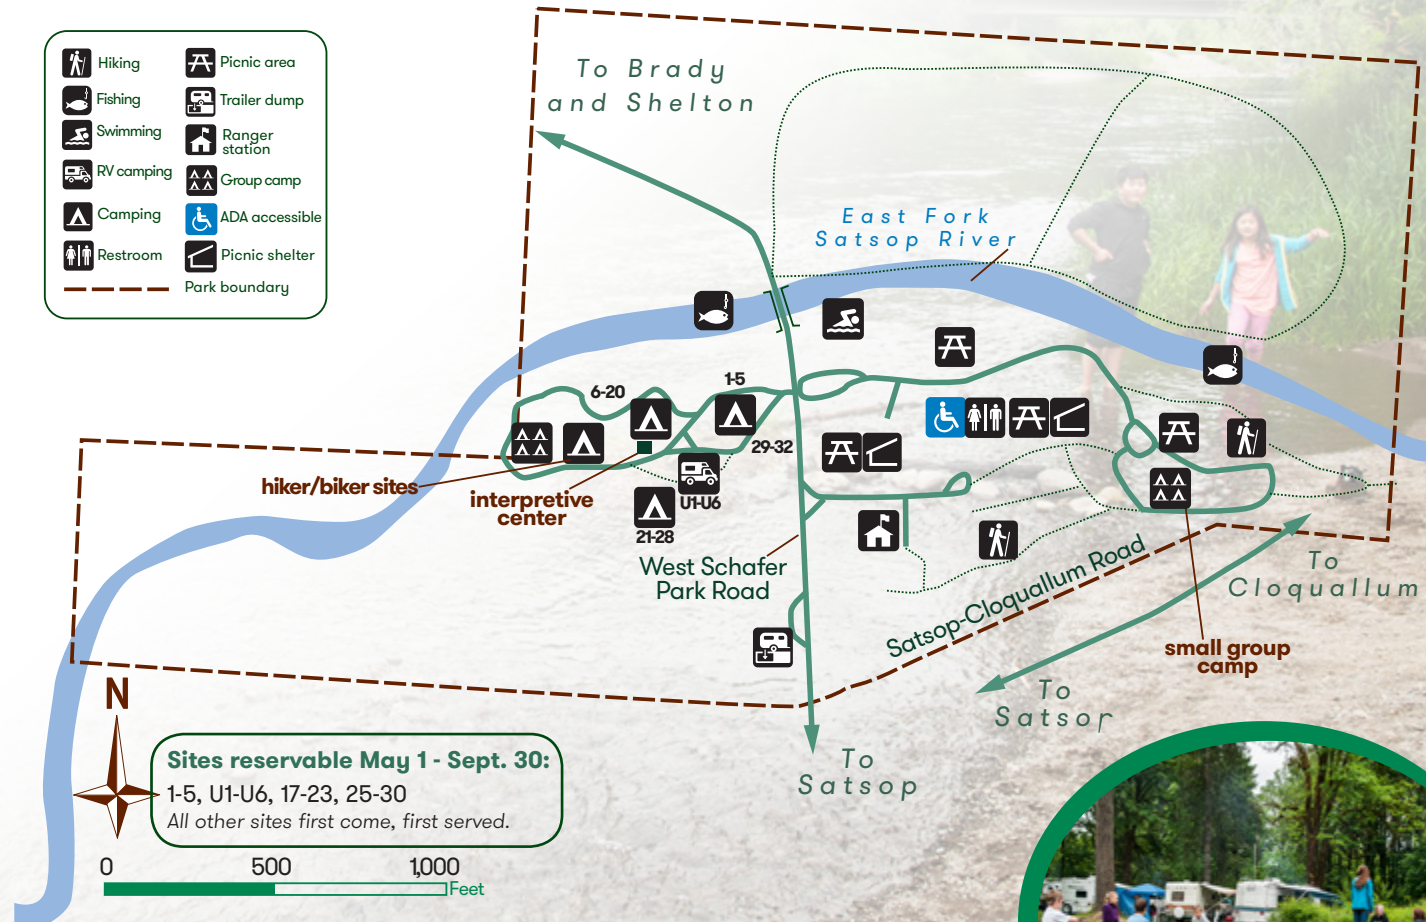 Hiking
Fishing
Swimming
RV camping
Camping
Restroom
Picnic area
Trailer dump
Ranger
station
Group camp
ADA accessible
Picnic shelter
Park boundary
To Brady
and Shelton
East Fork
Satsop River
1-5
6-20
29-32
U1-U6
21-28
hiker/biker sites
interpretive
center
West Schafer
Park Road
Satsop-Cloquallum Road
To
Cloquallum
small group
camp
To
Satsor
To
Satsop
N
Sites reservable May 1 - Sept. 30:
1-5, U1-U6, 17-23, 25-30
All other sites first come, first served.
0 500 1,000
Feet